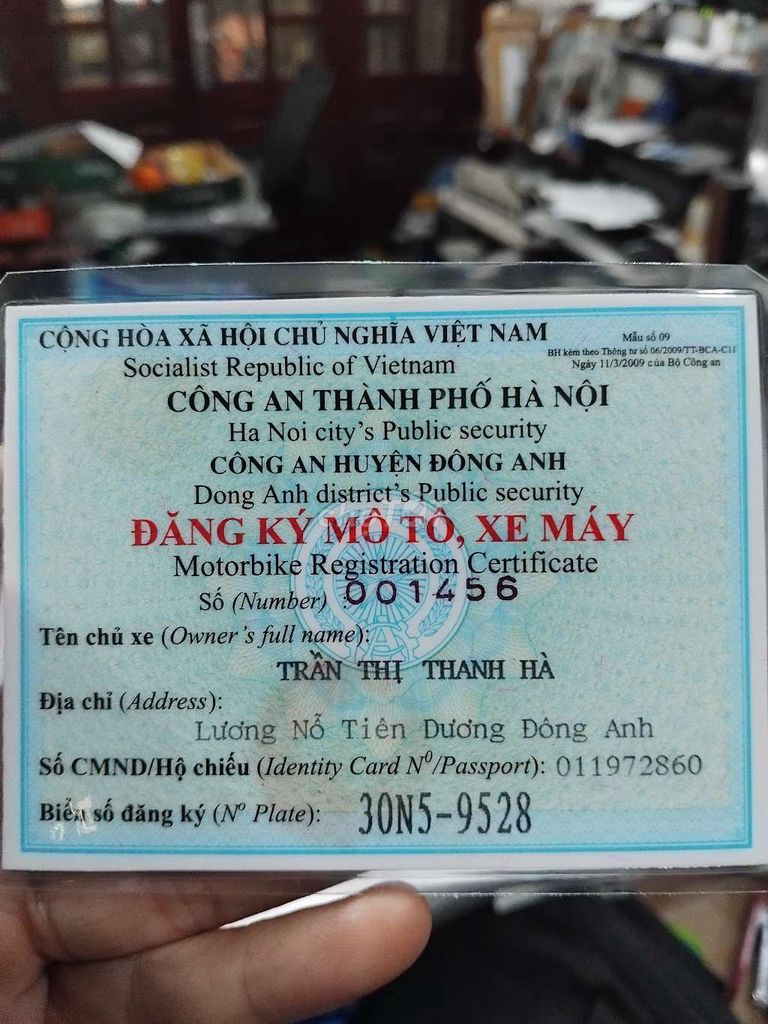 CỘNG HÒA XÃ HỘI CHỦ NGHĨA VIỆT NAM
Socialist Republic of Vietnam
Mẫu số 09
BH kèm theo Thông tư số 06/2009/TT-BCA-C11
Ngày 11/3/2009 của Bộ Công an
CÔNG AN THÀNH PHỐ HÀ NỘI
Ha Noi city's Public security
CÔNG AN HUYỆN ĐÔNG ANH
Dong Anh district's Public security
ĐĂNG KÝ MÔ TÔ, XE MÁY
Motorbike Registration Certificate
Số (Number) : 001456
Tên chủ xe (Owner's full name):
TRẦN THỊ THANH HÀ
Địa chỉ (Address):
Lương Nỗ Tiên Dương Đông Anh
Số CMND/Hộ chiếu (Identity Card N⁰/Passport): 011972860
Biển số đăng ký (Nº Plate): 30N5-9528